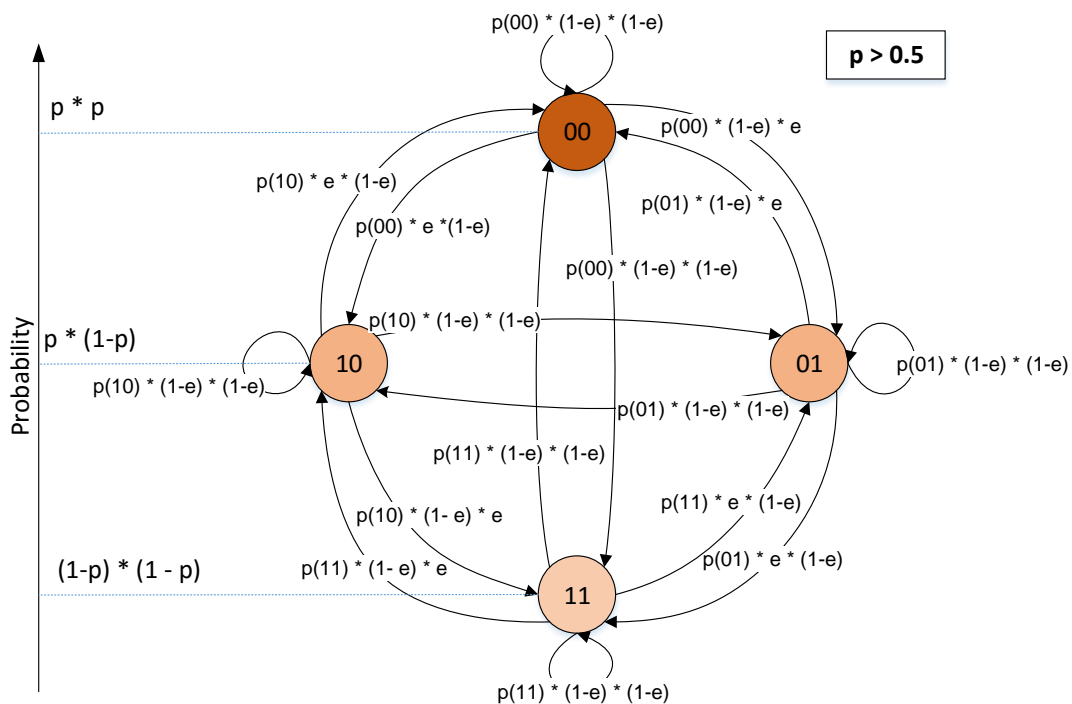 p(00) * (1-e) * (1-e)
p > 0.5
p * p
00
p(00) * (1-e) * e
p(10) * e * (1-e)
p(01) * (1-e) * e
p(00) * e *(1-e)
p(00) * (1-e) * (1-e)
Probability
p * (1-p)
p(10) * (1-e) * (1-e)
10
01
p(01) * (1-e) * (1-e)
p(10) * (1-e) * (1-e)
p(01) * (1-e) * (1-e)
p(11) * (1-e) * (1-e)
p(11) * e * (1-e)
p(10) * (1- e) * e
p(01) * e * (1-e)
(1-p) * (1 - p)
p(11) * (1- e) * e
11
p(11) * (1-e) * (1-e)